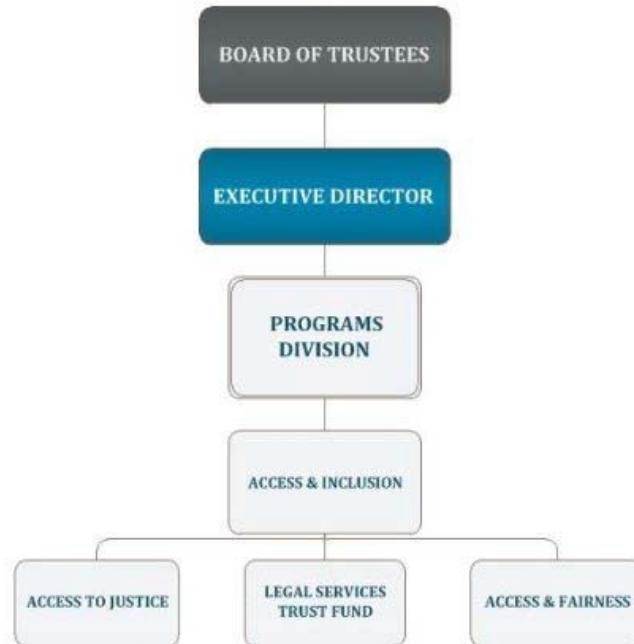 BOARD OF TRUSTEES
EXECUTIVE DIRECTOR
PROGRAMS
DIVISION
ACCESS & INCLUSION
ACCESS TO JUSTICE
LEGAL SERVICES
TRUST FUND
ACCESS & FAIRNESS